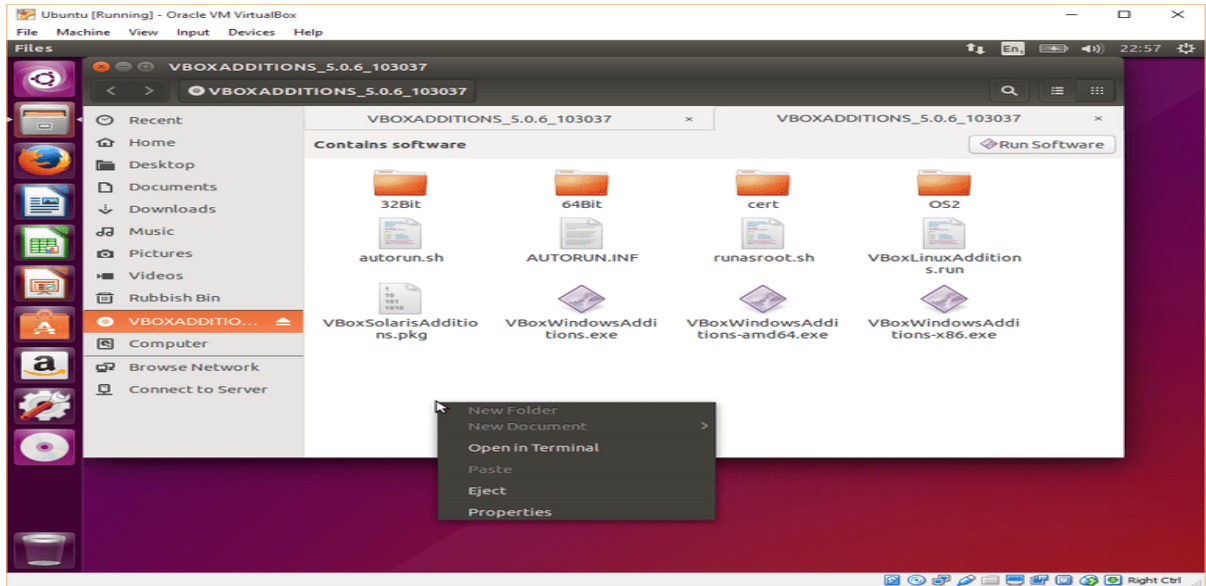 Ubuntu [Running] - Oracle VM VirtualBox
File Machine View Input Devices Help
Files En 22:57
VBOXADDITIONS_5.0.6_103037
VBOXADDITIONS_5.0.6_103037
VBOXADDITIONS_5.0.6_103037 × VBOXADDITIONS_5.0.6_103037 ×
Contains software Run Software
Recent
Home
Desktop
Documents
Downloads
Music
Pictures
Videos
Rubbish Bin
VBOXADDITIO...
Computer
Browse Network
Connect to Server
32Bit 64Bit cert OS2
autorun.sh AUTORUN.INF runasroot.sh VBoxLinuxAddition
s.run
VBoxSolarisAdditio VBoxWindowsAddi VBoxWindowsAddi VBoxWindowsAddi
ns.pkg tions.exe tions-amd64.exe tions-x86.exe
New Folder
New Document >
Open in Terminal
Paste
Eject
Properties
Right Ctrl